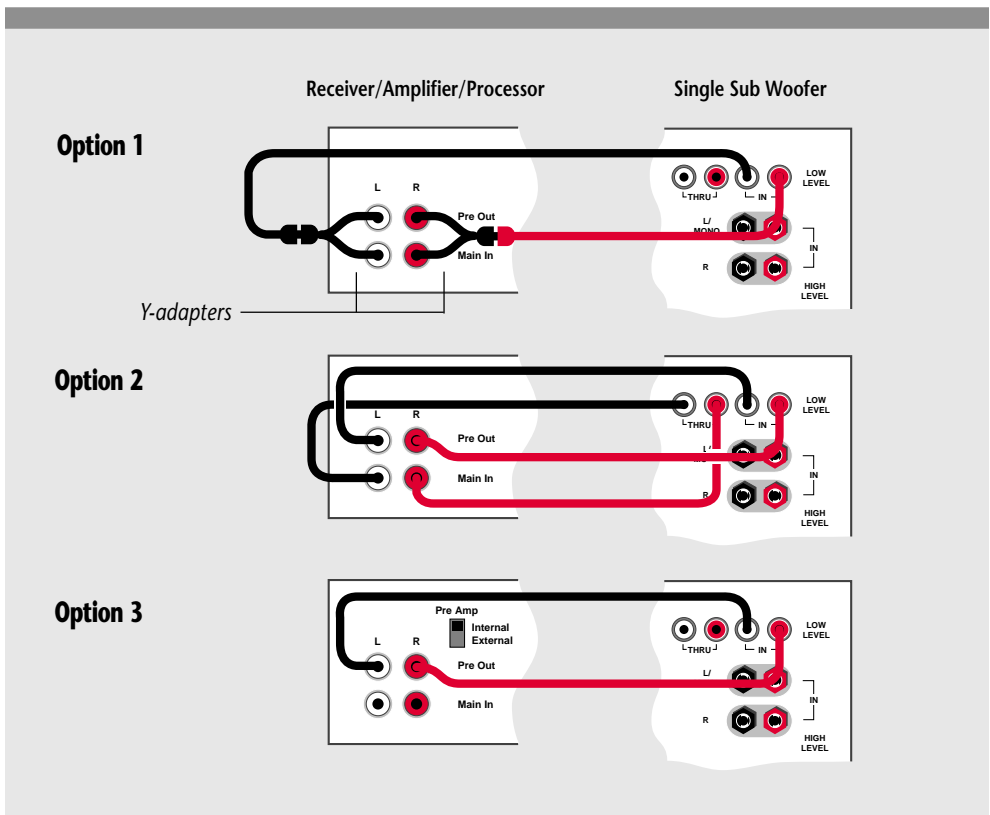 Receiver/Amplifier/Processor
Single Sub Woofer
Option 1
L R
Pre Out
Main In
Y-adapters
THRU IN
LOW
LEVEL
L/
MONO
IN
R
HIGH
LEVEL
Option 2
L R
Pre Out
Main In
THRU IN
LOW
LEVEL
L/
IN
R
HIGH
LEVEL
Option 3
Pre Amp
Internal
External
L R
Pre Out
Main In
THRU IN
LOW
LEVEL
L/
IN
R
HIGH
LEVEL